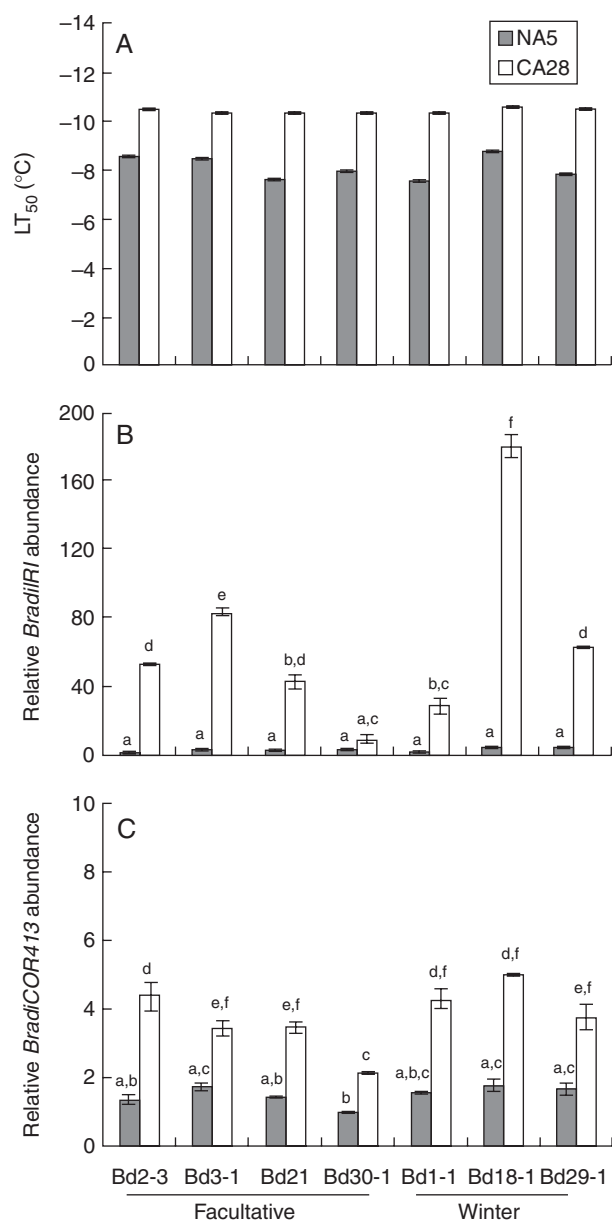 A
NA5
CA28
LT50 (°C)
–14
–12
–10
–8
–6
–4
–2
0
B
Relative BradiIRI abundance
200
160
120
80
40
0
a
d
a
e
a
b,d
a
a,c
a
b,c
a
f
a
d
C
Relative BradiCOR413 abundance
10
8
6
4
2
0
a,b
d
a,c
e,f
a,b
e,f
b
c
a,b,c
d,f
a,c
d,f
a,c
e,f
Bd2-3 Bd3-1 Bd21 Bd30-1 Bd1-1 Bd18-1 Bd29-1
Facultative Winter